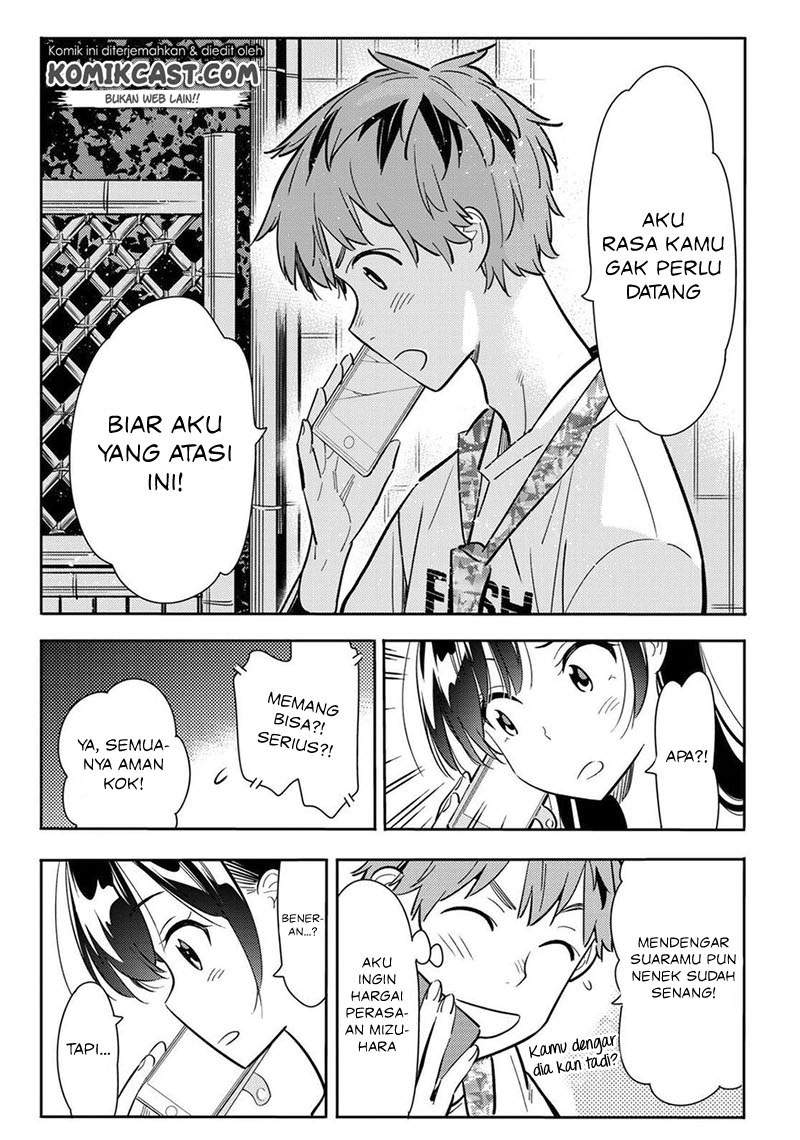 Komik ini diterjemahkan & diedit oleh
KOMIKCAST.COM
BUKAN WEB LAIN!!
AKU
RASA KAMU
GAK PERLU
DATANG
BIAR AKU
YANG ATASI
INI!
FISH
APA?!
MEMANG
BISA?!
SERIUS?!
YA, SEMUA-
NYA AMAN
KOK!
MENDENGAR
SUARAMU PUN
NENEK SUDAH
SENANG!
Kamu dengar
dia kan tadi?
AKU
INGIN
HARGAI
PERASA-
AN MIZU-
HARA
BENER-
AN...?
TAPI...